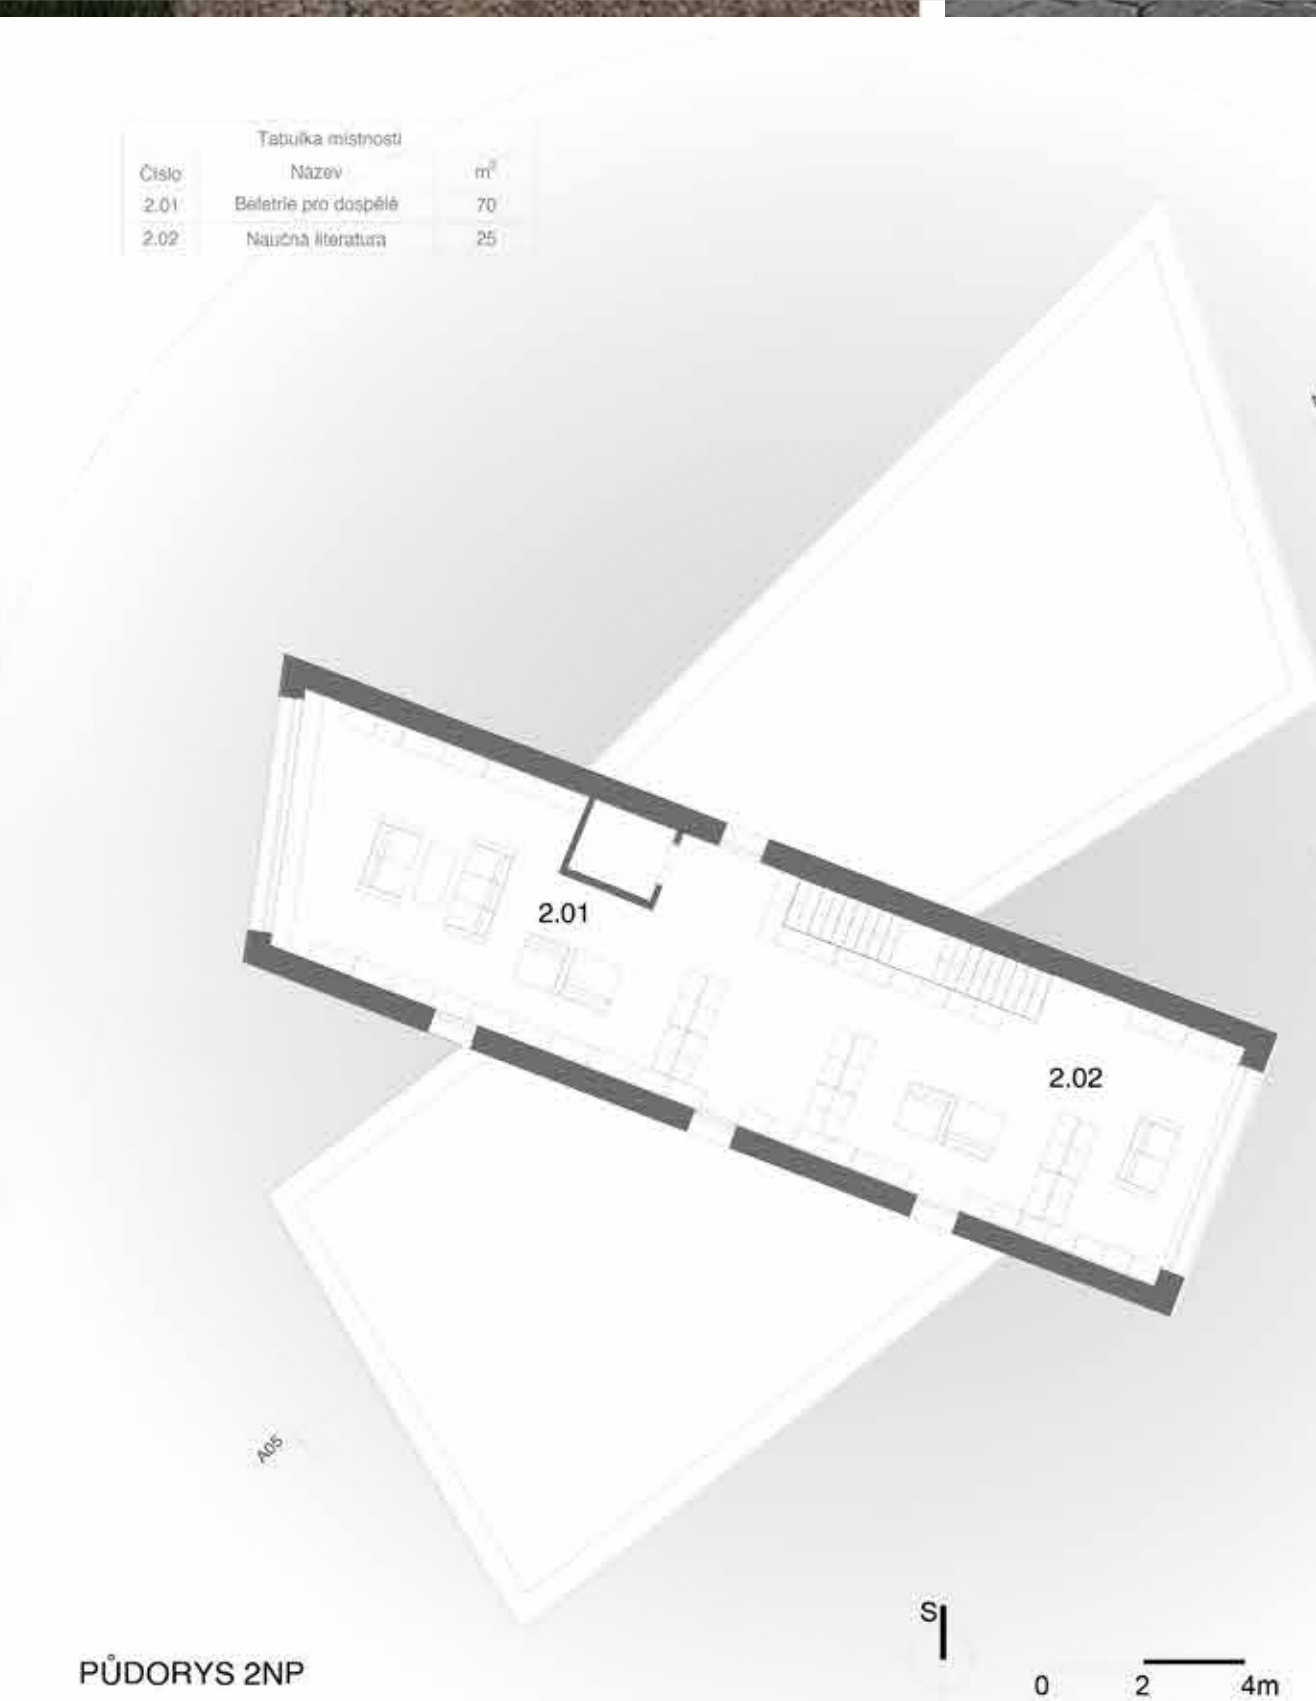 Tabulka místností
Číslo Název m²
2.01 Beletrie pro dospělé 70
2.02 Naučná literatura 25
2.01
2.02
A05
S
PŮDORYS 2NP
0 2 4m